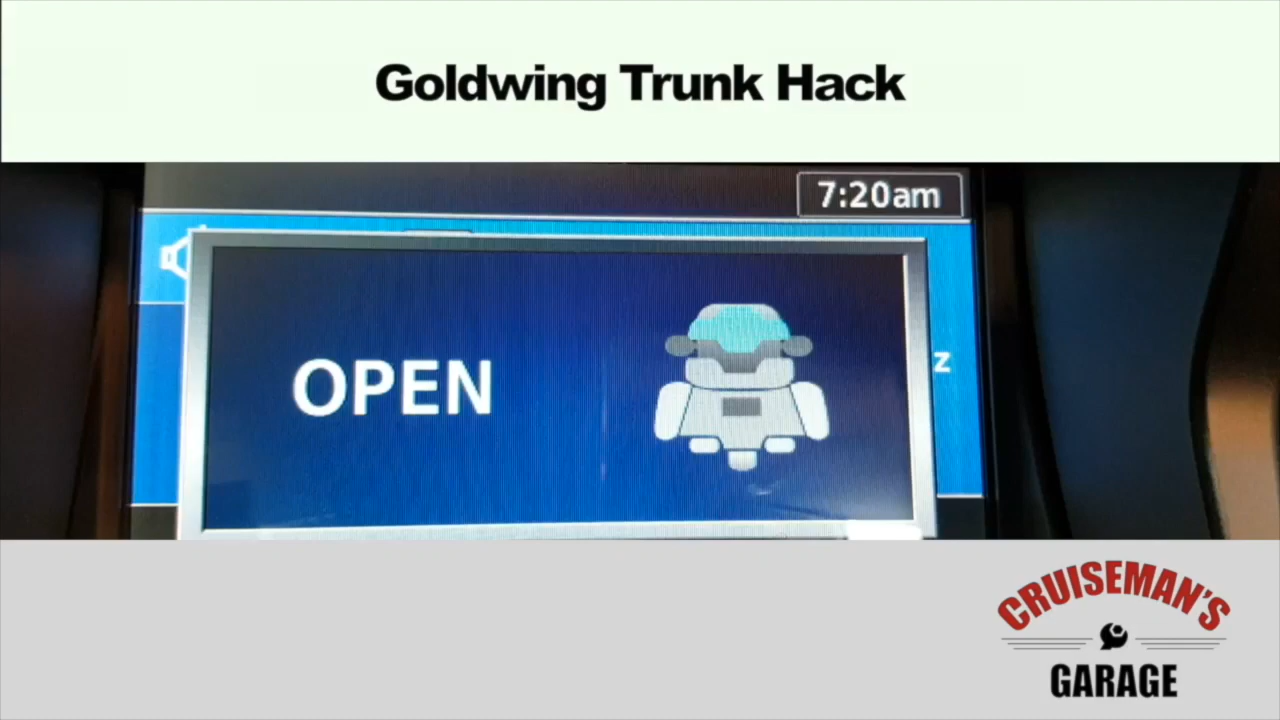 Goldwing Trunk Hack
7:20am
OPEN
z
CRUISEMAN'S
GARAGE